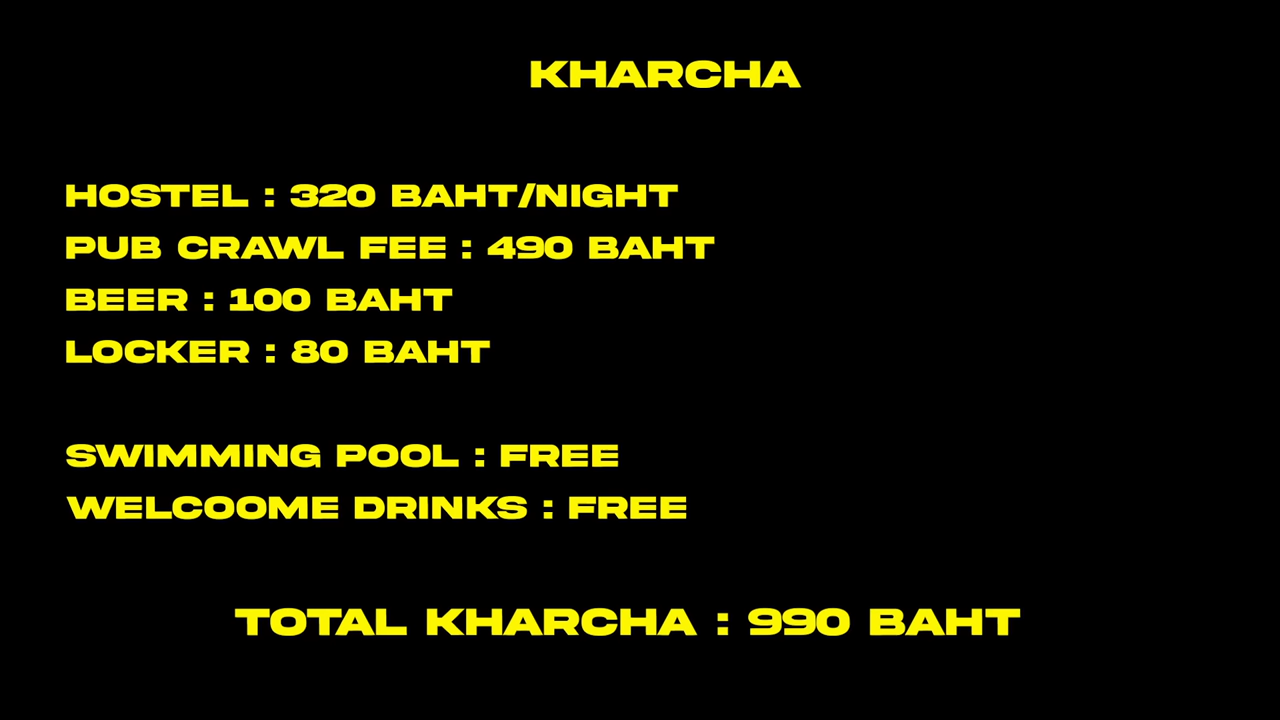 KHARCHA
HOSTEL : 320 BAHT/NIGHT
PUB CRAWL FEE : 490 BAHT
BEER : 100 BAHT
LOCKER : 80 BAHT
SWIMMING POOL : FREE
WELCOOME DRINKS : FREE
TOTAL KHARCHA : 990 BAHT